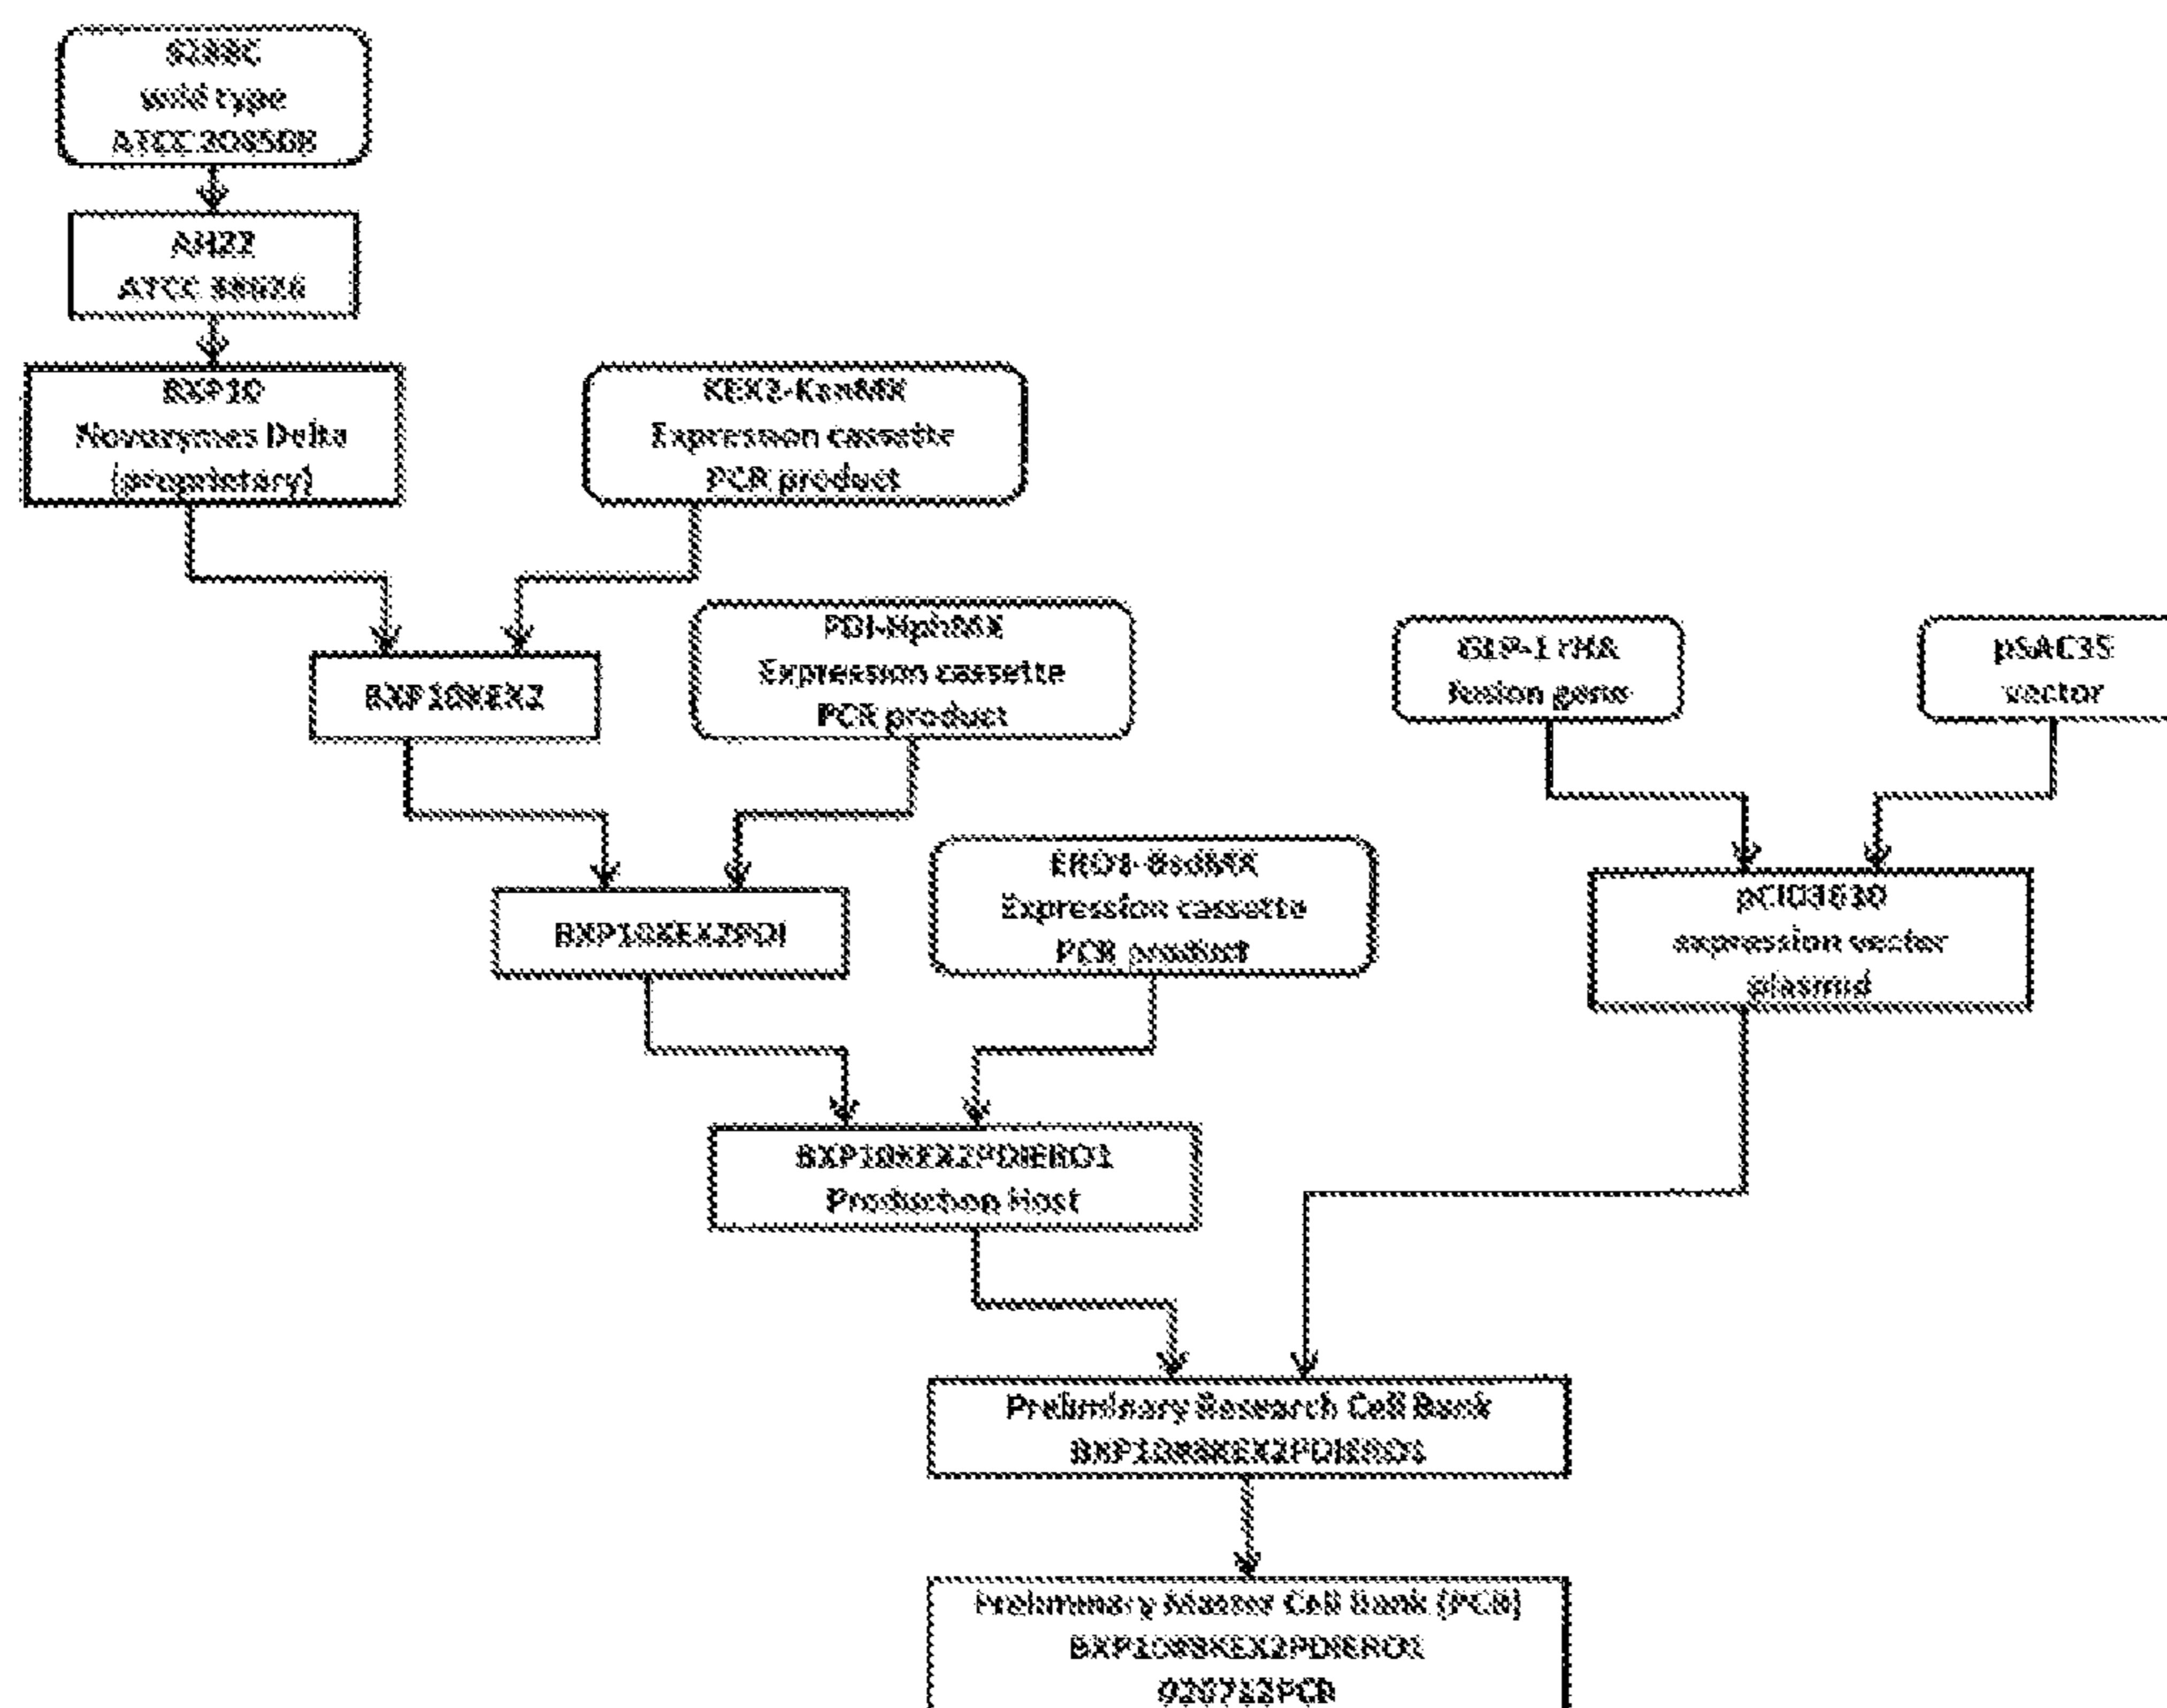 S288C
wild type
ATCC 204508
AH22
ATCC 38626
BXP10
Novozymes Delta
(proprietary)
KEX2-KanMX
Expression cassette
PCR product
BXP10KEX2
PDI-HphMX
Expression cassette
PCR product
GLP-1 rHA
fusion gene
pSAC35
vector
BXP10KEX2PDI
ERO1-BsdMX
Expression cassette
PCR product
expression vector
plasmid
BXP10KEX2PDIERO1
Production Host
Preliminary Research Cell Bank
Preliminary Master Cell Bank (PCB)